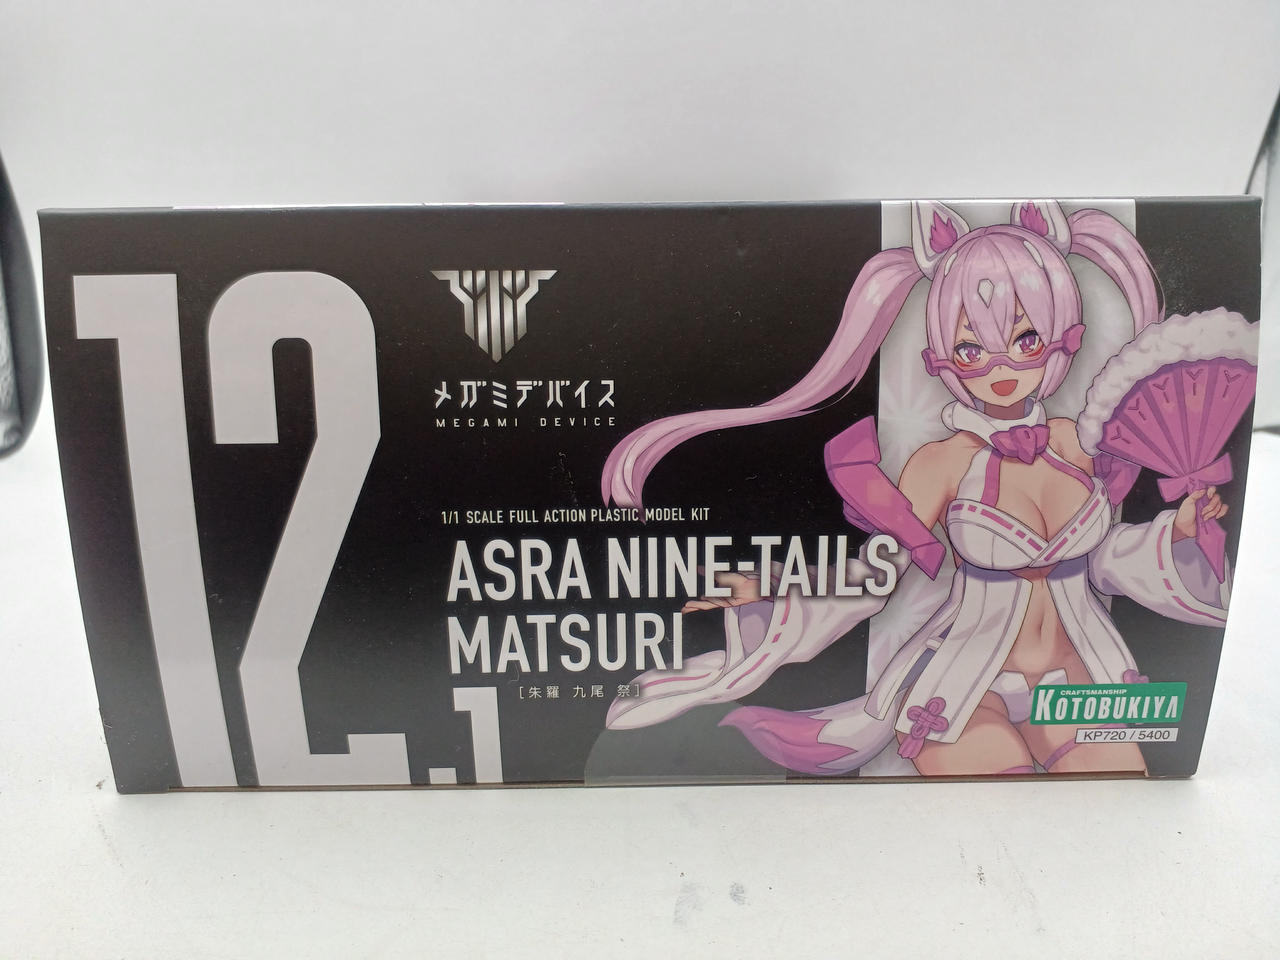 12.1
メガミデバイス
MEGAMI DEVICE
1/1 SCALE FULL ACTION PLASTIC MODEL KIT
ASRA NINE-TAILS
MATSURI
[朱羅 九尾 祭]
CRAFTSMANSHIP
KOTOBUKIYA
KP720 / 5400